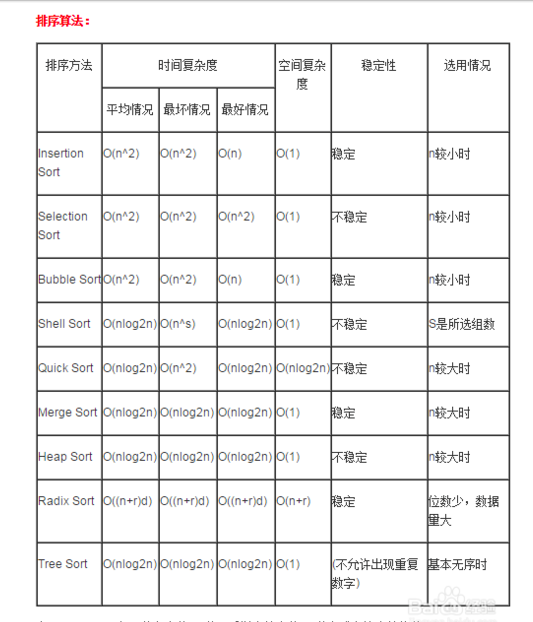 排序算法：
排序方法 时间复杂度 空间复杂度 稳定性 选用情况
平均情况 最坏情况 最好情况
Insertion Sort O(n^2) O(n^2) O(n) O(1) 稳定 n较小时
Selection Sort O(n^2) O(n^2) O(n^2) O(1) 不稳定 n较小时
Bubble Sort O(n^2) O(n^2) O(n) O(1) 稳定 n较小时
Shell Sort O(nlog2n) O(n^s) O(nlog2n) O(1) 不稳定 S是所选组数
Quick Sort O(nlog2n) O(n^2) O(nlog2n) O(nlog2n) 不稳定 n较大时
Merge Sort O(nlog2n) O(nlog2n) O(nlog2n) O(1) 稳定 n较大时
Heap Sort O(nlog2n) O(nlog2n) O(nlog2n) O(1) 不稳定 n较大时
Radix Sort O((n+r)d) O((n+r)d) O((n+r)d) O(n+r) 稳定 位数少，数据量大
Tree Sort O(nlog2n) O(nlog2n) O(nlog2n) O(1) (不允许出现重复数字) 基本无序时